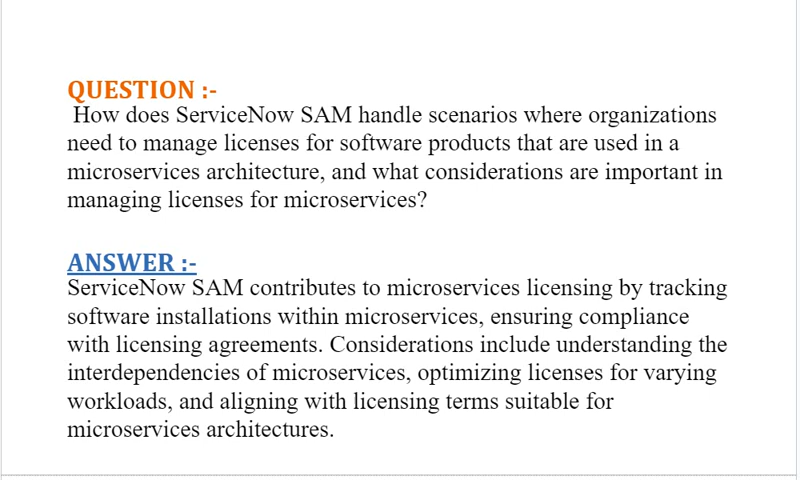 QUESTION :-
How does ServiceNow SAM handle scenarios where organizations
need to manage licenses for software products that are used in a
microservices architecture, and what considerations are important in
managing licenses for microservices?
ANSWER :-
ServiceNow SAM contributes to microservices licensing by tracking
software installations within microservices, ensuring compliance
with licensing agreements. Considerations include understanding the
interdependencies of microservices, optimizing licenses for varying
workloads, and aligning with licensing terms suitable for
microservices architectures.